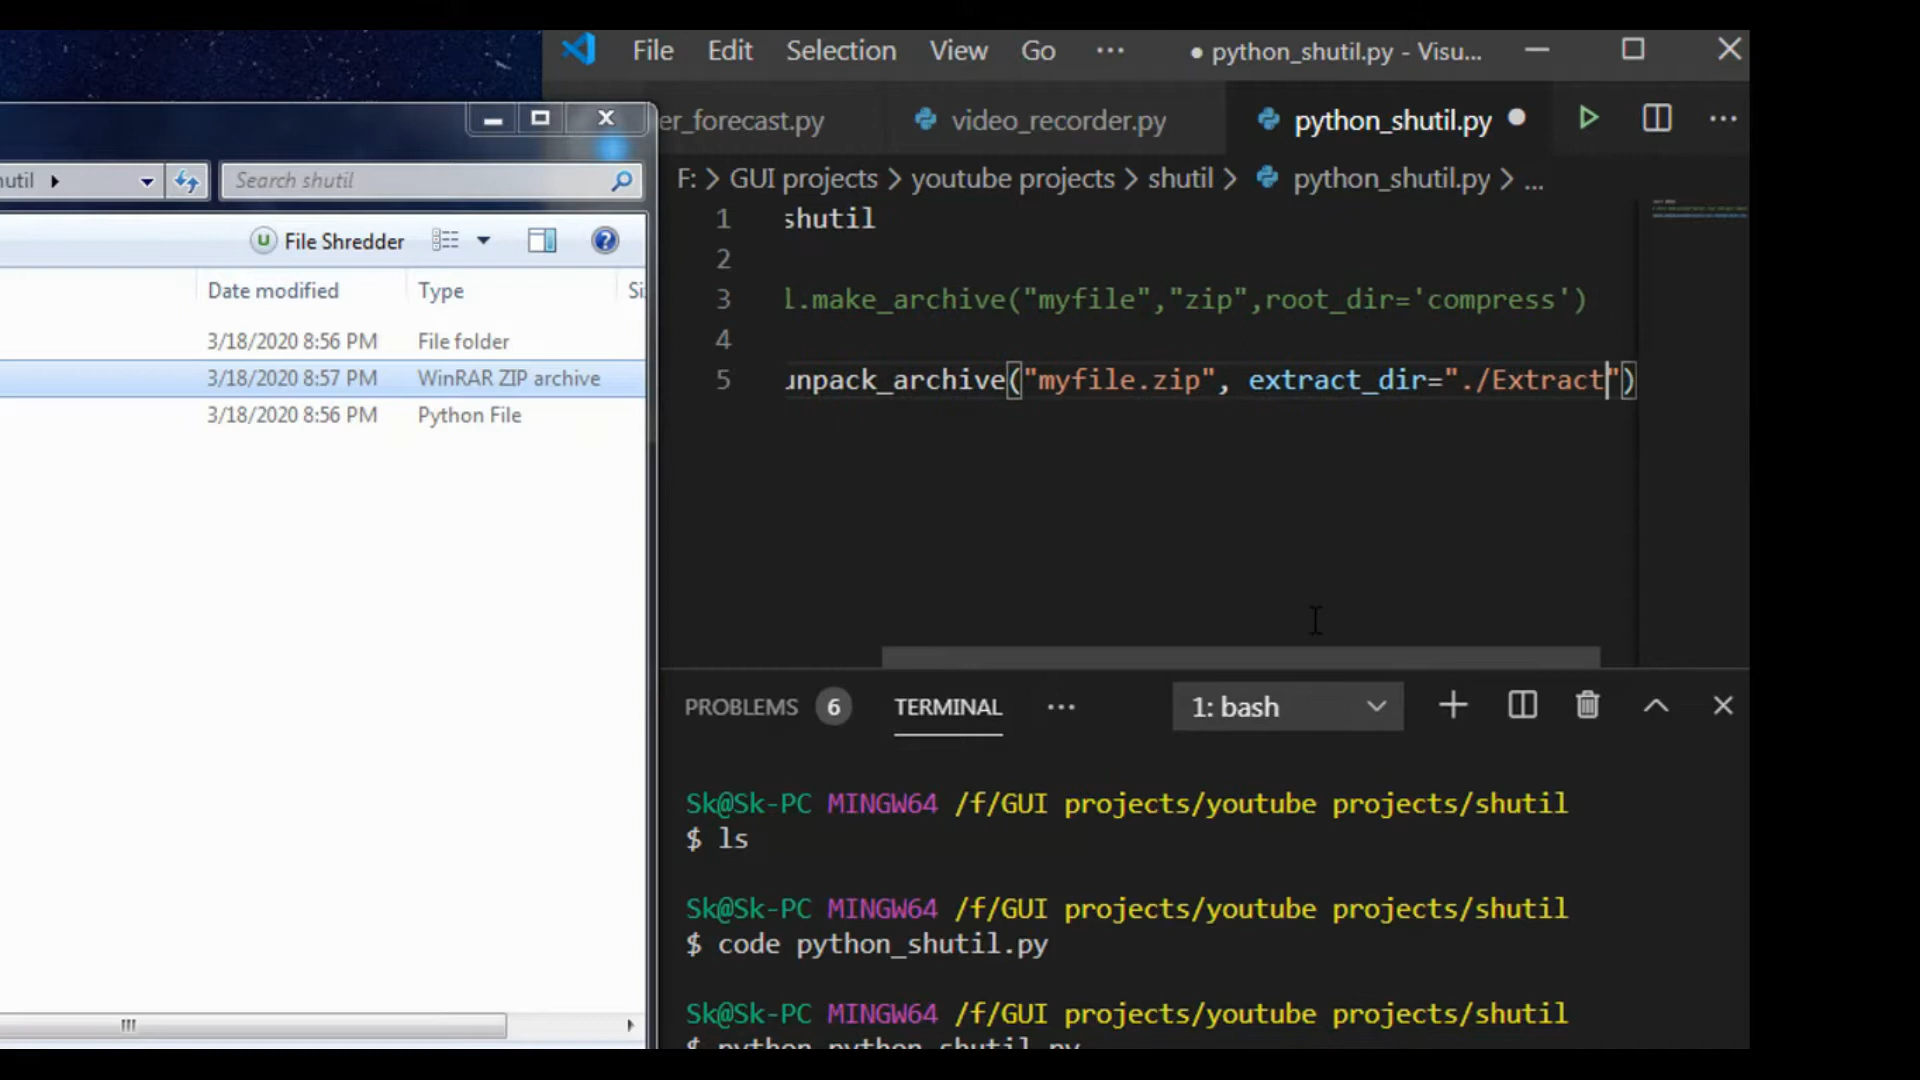 File Edit Selection View Go ··· ● python_shutil.py - Visu...
er_forecast.py video_recorder.py python_shutil.py
util
Search shutil
F: > GUI projects > youtube projects > shutil > python_shutil.py > ...
File Shredder
Date modified Type Si
3/18/2020 8:56 PM File folder
3/18/2020 8:57 PM WinRAR ZIP archive
3/18/2020 8:56 PM Python File
1 shutil
2
3 l.make_archive("myfile","zip",root_dir='compress')
4
5 unpack_archive("myfile.zip", extract_dir="./Extract")
PROBLEMS 6 TERMINAL ··· 1: bash
Sk@Sk-PC MINGW64 /f/GUI projects/youtube projects/shutil
$ ls
Sk@Sk-PC MINGW64 /f/GUI projects/youtube projects/shutil
$ code python_shutil.py
Sk@Sk-PC MINGW64 /f/GUI projects/youtube projects/shutil
$ python python_shutil.py